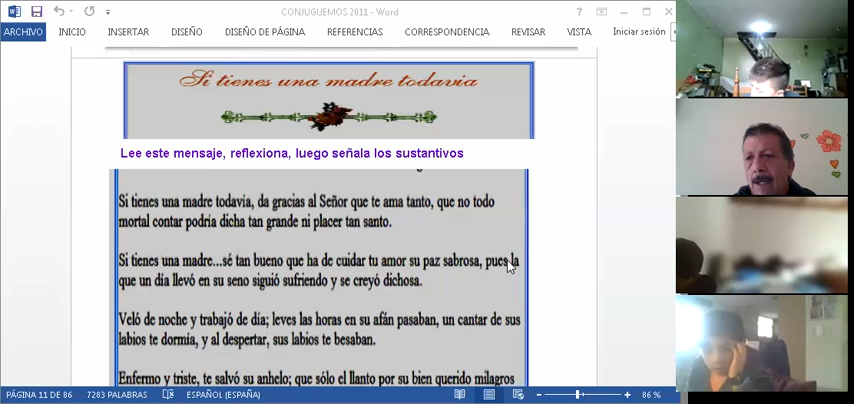 CONJUGUEMOS 2011 - Word
ARCHIVO INICIO INSERTAR DISEÑO DISEÑO DE PÁGINA REFERENCIAS CORRESPONDENCIA REVISAR VISTA Iniciar sesión
Si tienes una madre todavia
Lee este mensaje, reflexiona, luego señala los sustantivos
Si tienes una madre todavía, da gracias al Señor que te ama tanto, que no todo
mortal contar podría dicha tan grande ni placer tan santo.
Si tienes una madre...sé tan bueno que ha de cuidar tu amor su paz sabrosa, pues la
que un día llevó en su seno siguió sufriendo y se creyó dichosa.
Veló de noche y trabajó de día; leves las horas en su afán pasaban, un cantar de sus
labios te dormía, y al despertar, sus labios te besaban.
Enfermo y triste, te salvó su anhelo; que sólo el llanto por su bien querido milagros
PÁGINA 11 DE 86 7283 PALABRAS ESPAÑOL (ESPAÑA) 86 %